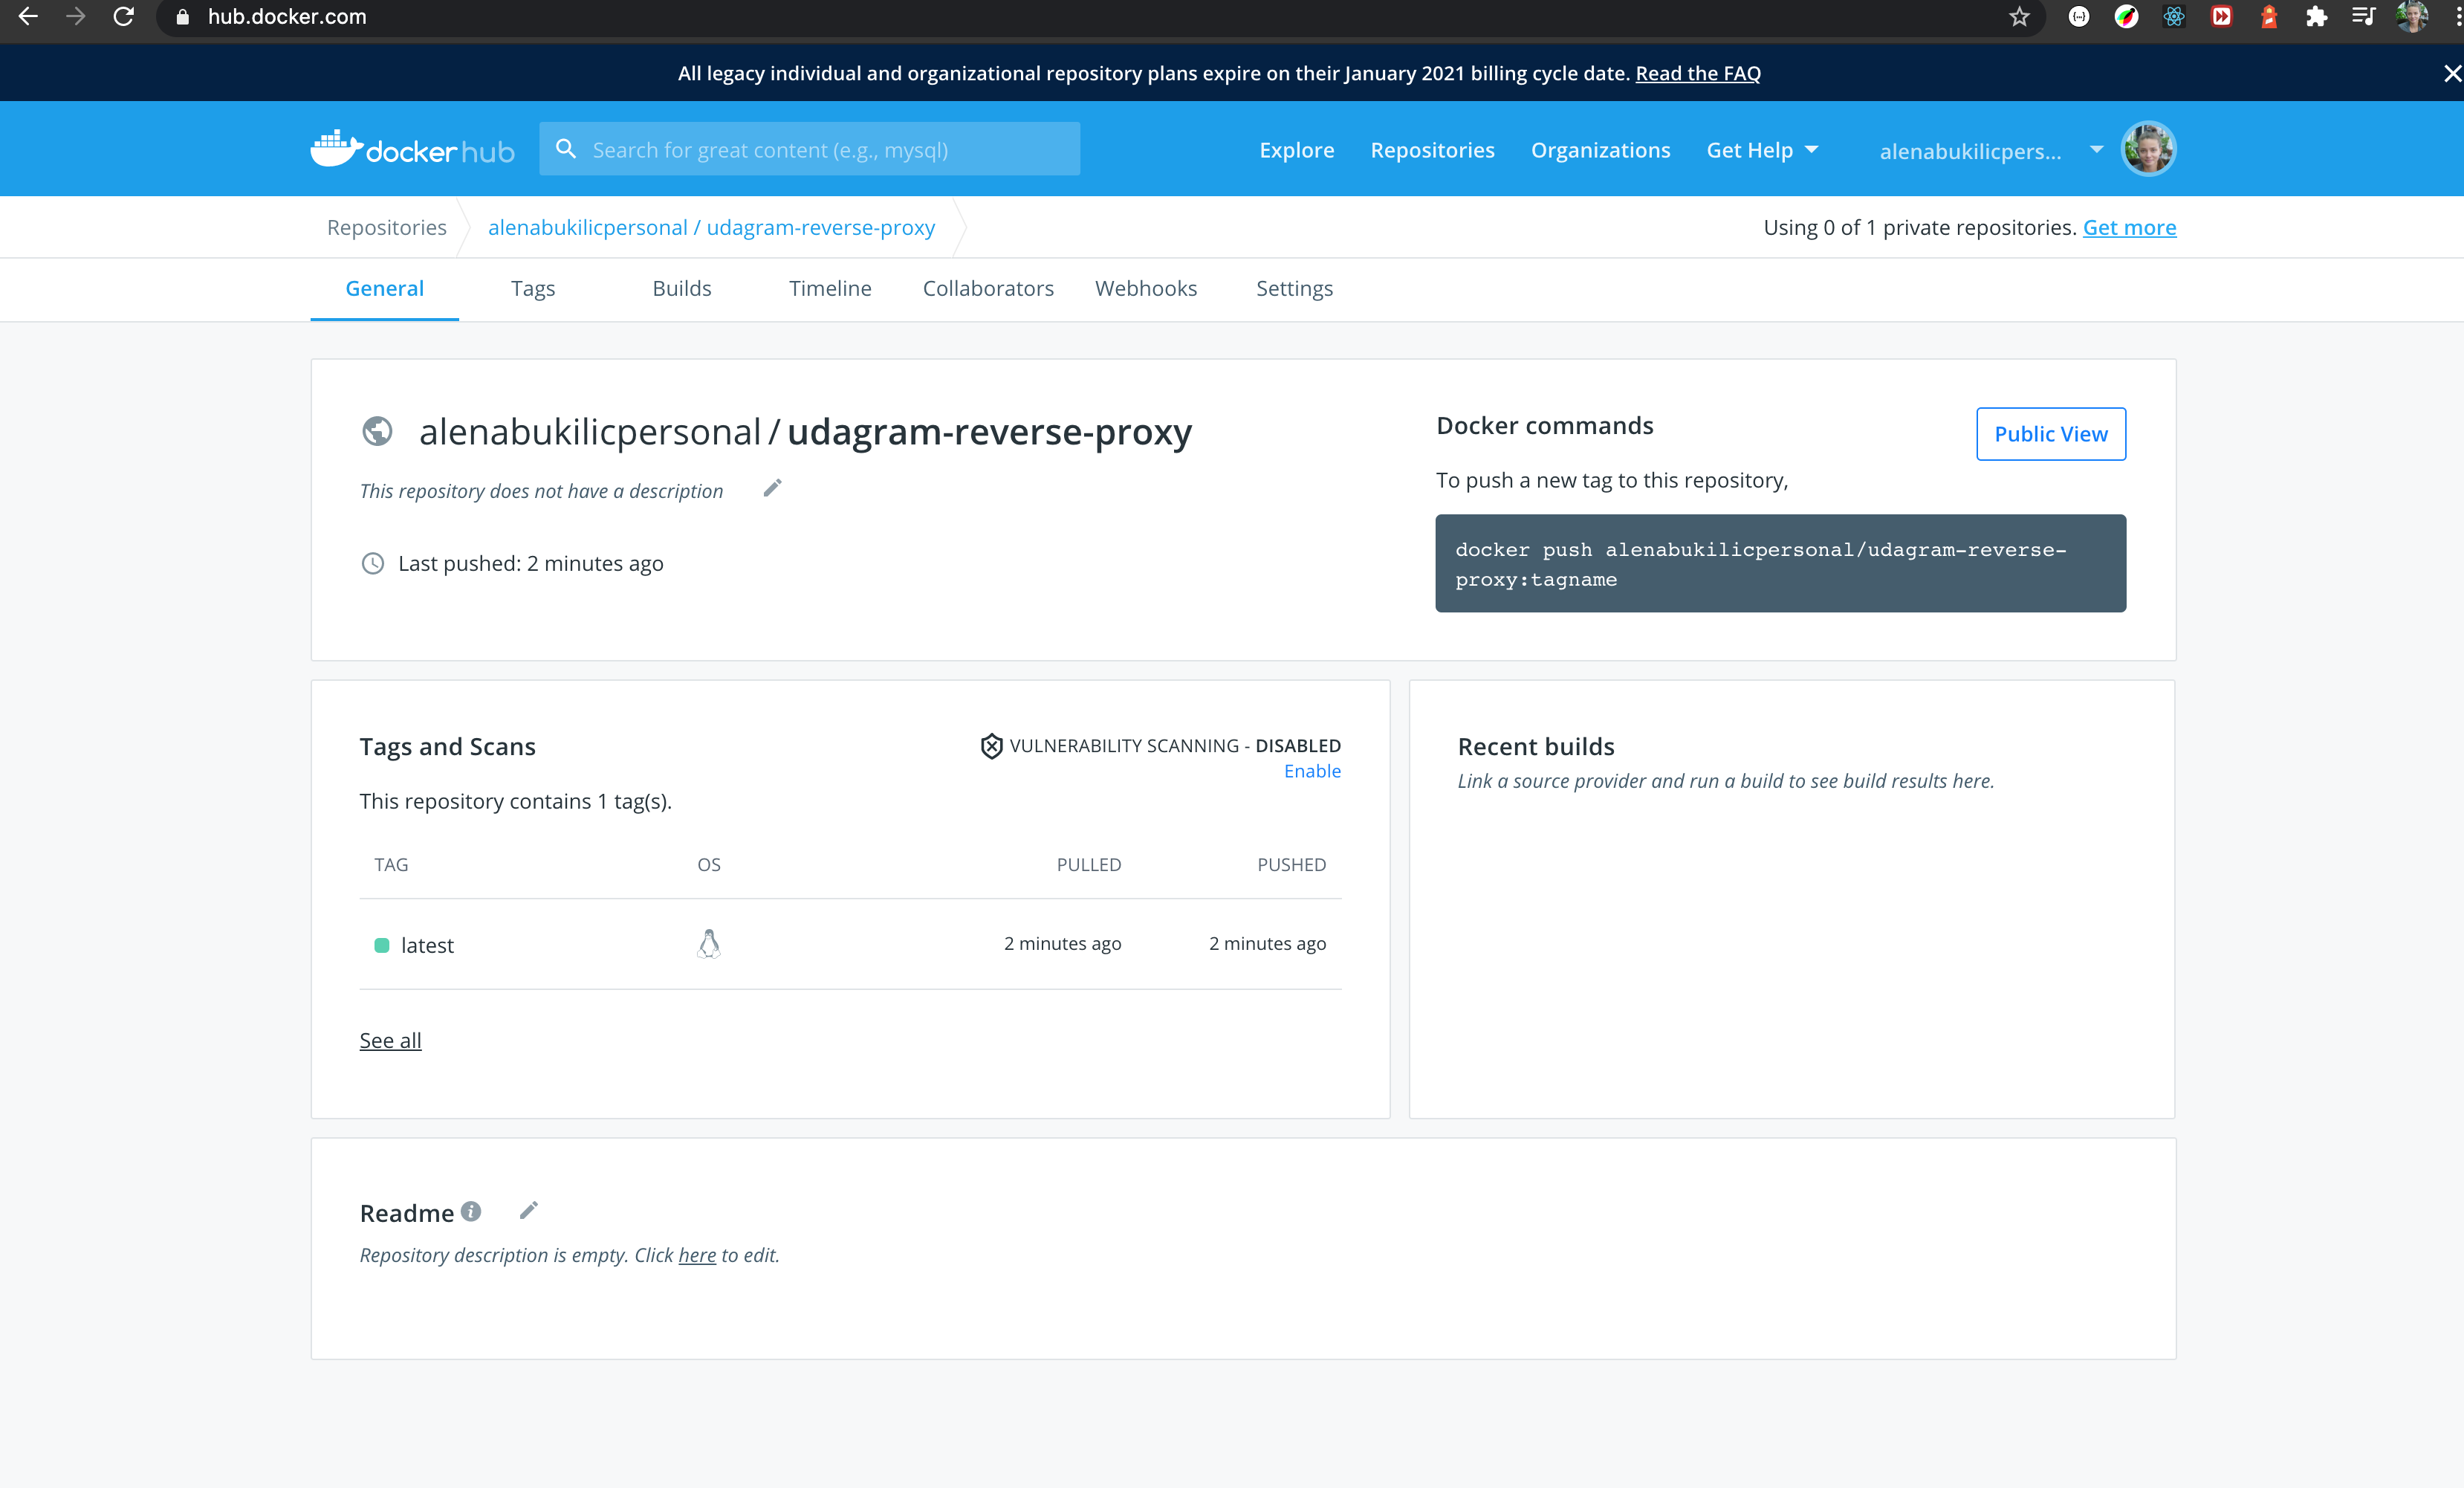 hub.docker.com
All legacy individual and organizational repository plans expire on their January 2021 billing cycle date. Read the FAQ
docker hub
Search for great content (e.g., mysql)
Explore
Repositories
Organizations
Get Help
alenabukilicpers...
Repositories
alenabukilicpersonal / udagram-reverse-proxy
Using 0 of 1 private repositories. Get more
General
Tags
Builds
Timeline
Collaborators
Webhooks
Settings
alenabukilicpersonal / udagram-reverse-proxy
This repository does not have a description
Last pushed: 2 minutes ago
Docker commands
Public View
To push a new tag to this repository,
docker push alenabukilicpersonal/udagram-reverse-
proxy:tagname
Tags and Scans
VULNERABILITY SCANNING - DISABLED
Enable
This repository contains 1 tag(s).
TAG OS PULLED PUSHED
latest 2 minutes ago 2 minutes ago
See all
Recent builds
Link a source provider and run a build to see build results here.
Readme
Repository description is empty. Click here to edit.